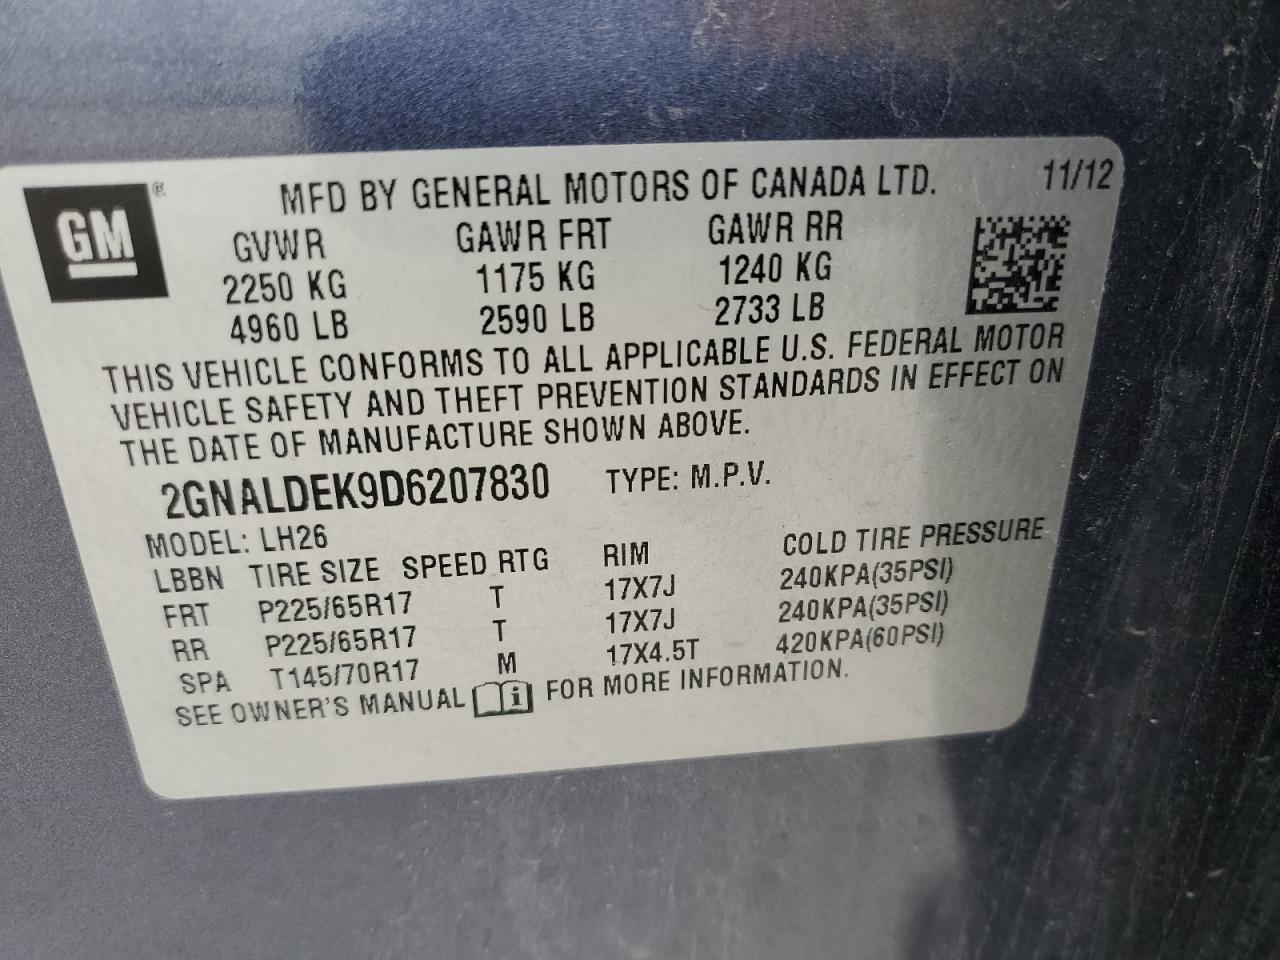 GM ® MFD BY GENERAL MOTORS OF CANADA LTD. 11/12
GVWR GAWR FRT GAWR RR
2250 KG 1175 KG 1240 KG
4960 LB 2590 LB 2733 LB
THIS VEHICLE CONFORMS TO ALL APPLICABLE U.S. FEDERAL MOTOR
VEHICLE SAFETY AND THEFT PREVENTION STANDARDS IN EFFECT ON
THE DATE OF MANUFACTURE SHOWN ABOVE.
2GNALDEK9D6207830 TYPE: M.P.V.
MODEL: LH26
LBBN TIRE SIZE SPEED RTG RIM COLD TIRE PRESSURE
FRT P225/65R17 T 17X7J 240KPA(35PSI)
RR P225/65R17 T 17X7J 240KPA(35PSI)
SPA T145/70R17 M 17X4.5T 420KPA(60PSI)
SEE OWNER'S MANUAL i FOR MORE INFORMATION.